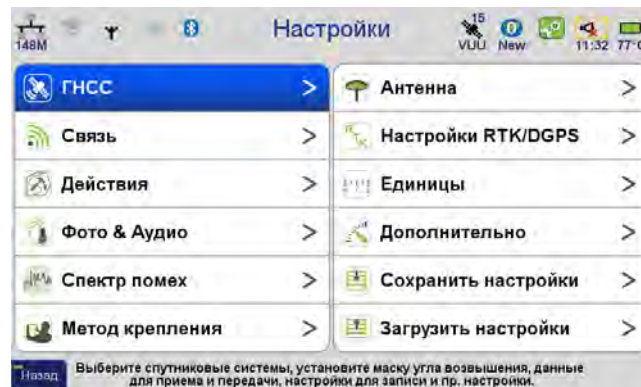 148M
Настройки
15
VUU
0
New
11:32
77°
ГНСС
Антенна
Связь
Настройки RTK/DGPS
Действия
Единицы
Фото & Аудио
Дополнительно
Спектр помех
Сохранить настройки
Метод крепления
Загрузить настройки
Назад
Выберите спутниковые системы, установите маску угла возвышения, данные
для приема и передачи, настройки для записи и пр. настройки.